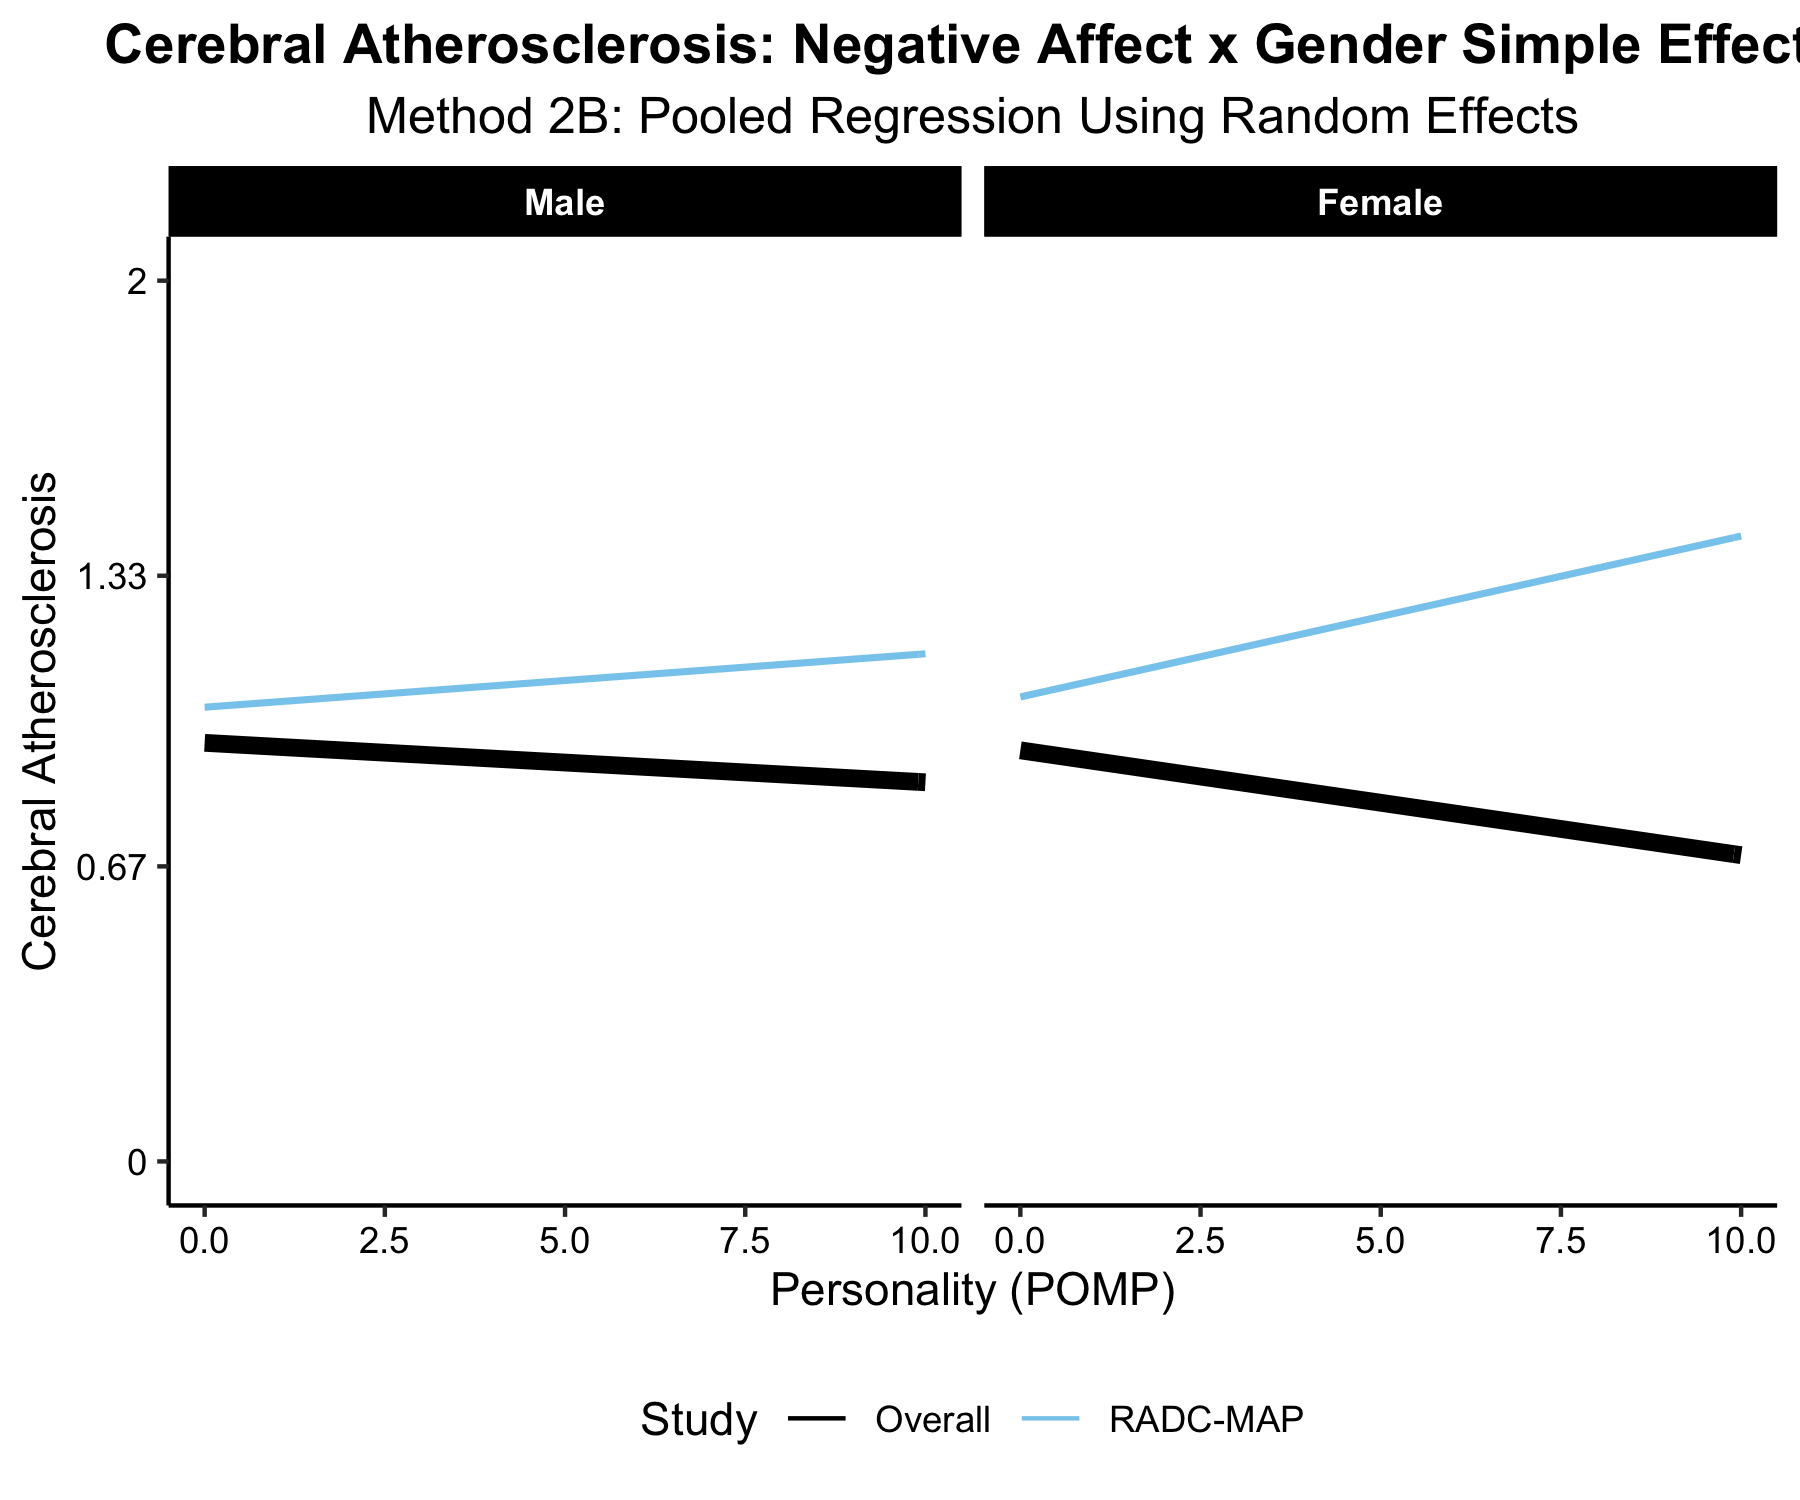 Cerebral Atherosclerosis: Negative Affect x Gender Simple Effect
Method 2B: Pooled Regression Using Random Effects
Male
Female
Cerebral Atherosclerosis
2
1.33
0.67
0
0.0 2.5 5.0 7.5 10.0 0.0 2.5 5.0 7.5 10.0
Personality (POMP)
Study Overall RADC-MAP